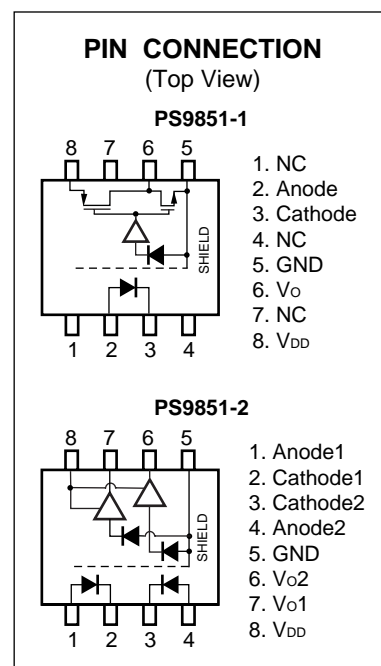 PIN CONNECTION
(Top View)
PS9851-1
8 7 6 5
SHIELD
1 2 3 4
1. NC
2. Anode
3. Cathode
4. NC
5. GND
6. VO
7. NC
8. VDD
PS9851-2
8 7 6 5
SHIELD
1 2 3 4
1. Anode1
2. Cathode1
3. Cathode2
4. Anode2
5. GND
6. VO2
7. VO1
8. VDD